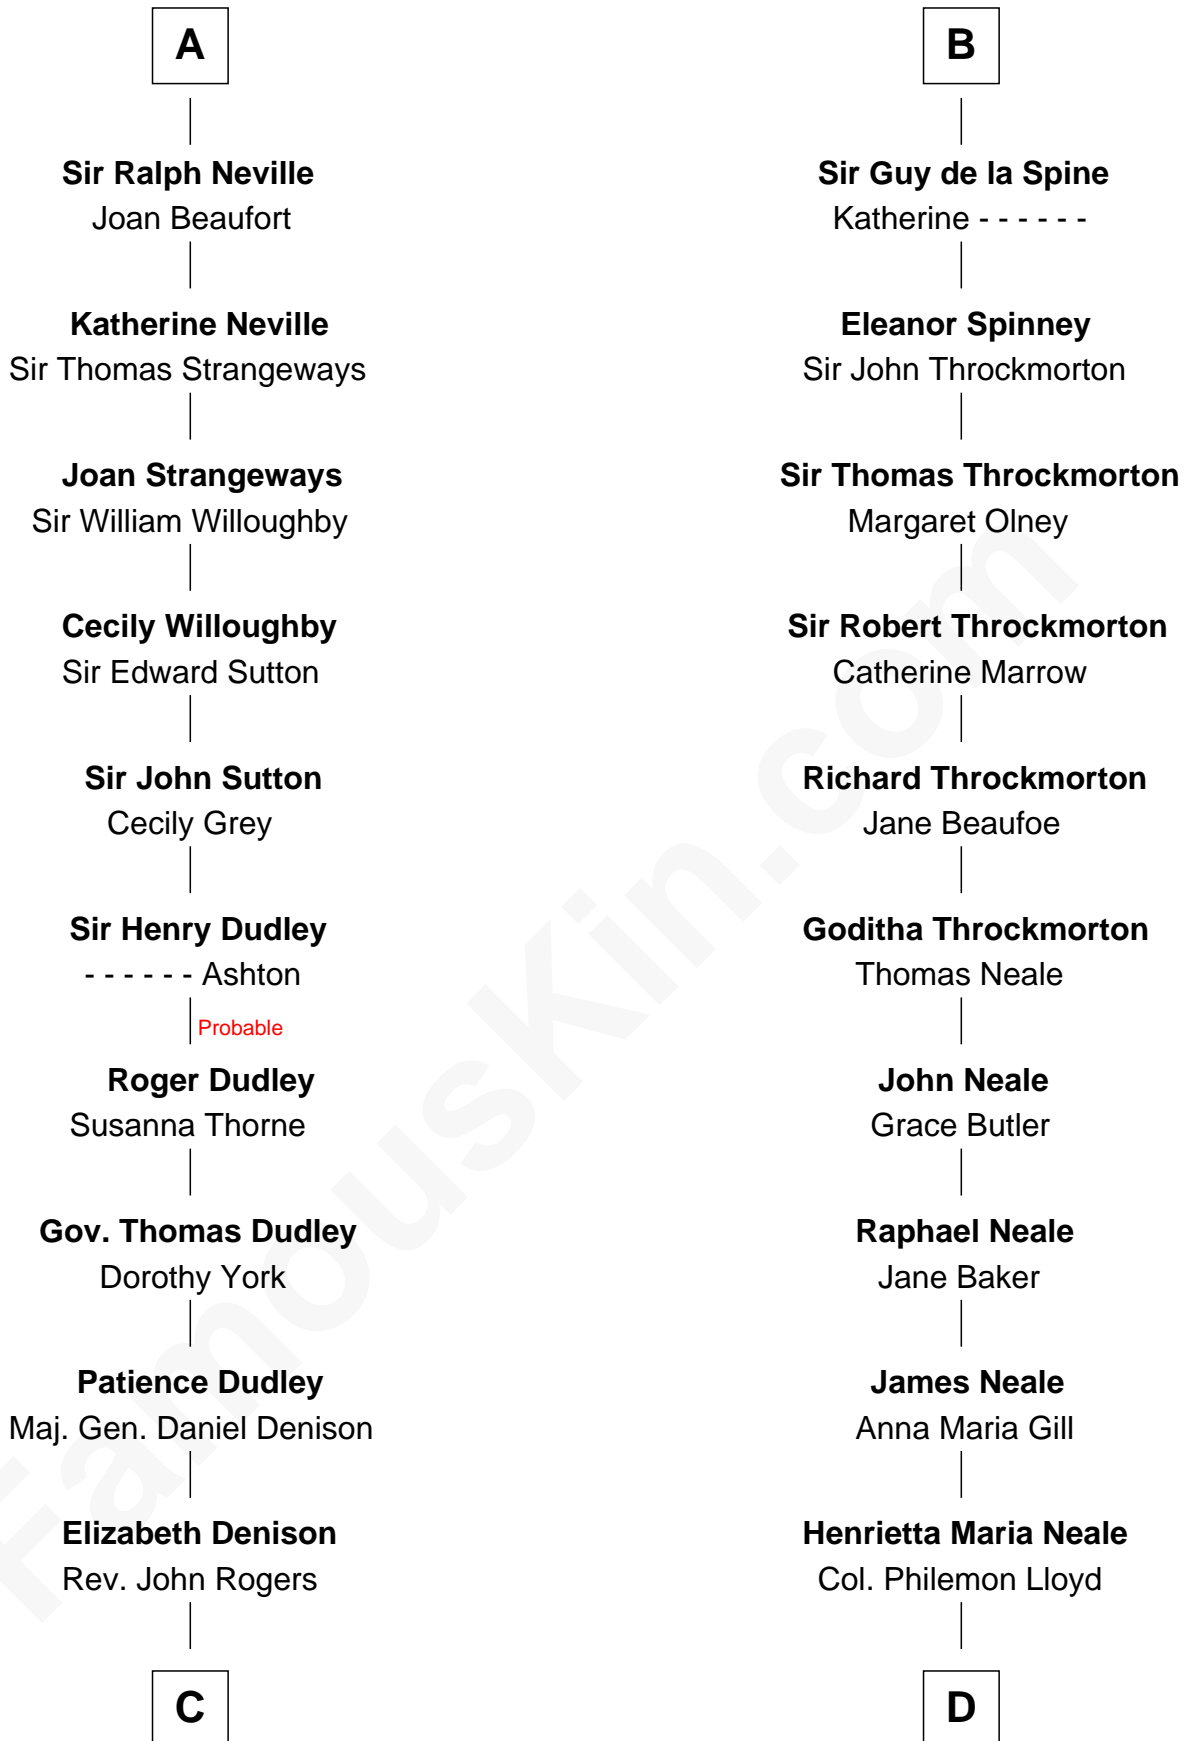 A
Sir Ralph Neville
Joan Beaufort
Katherine Neville
Sir Thomas Strangeways
Joan Strangeways
Sir William Willoughby
Cecily Willoughby
Sir Edward Sutton
Sir John Sutton
Cecily Grey
Sir Henry Dudley
- - - - - - Ashton
Probable
Roger Dudley
Susanna Thorne
Gov. Thomas Dudley
Dorothy York
Patience Dudley
Maj. Gen. Daniel Denison
Elizabeth Denison
Rev. John Rogers
C
B
Sir Guy de la Spine
Katherine - - - - - -
Eleanor Spinney
Sir John Throckmorton
Sir Thomas Throckmorton
Margaret Olney
Sir Robert Throckmorton
Catherine Marrow
Richard Throckmorton
Jane Beaufoe
Goditha Throckmorton
Thomas Neale
John Neale
Grace Butler
Raphael Neale
Jane Baker
James Neale
Anna Maria Gill
Henrietta Maria Neale
Col. Philemon Lloyd
D
FamousKin.com